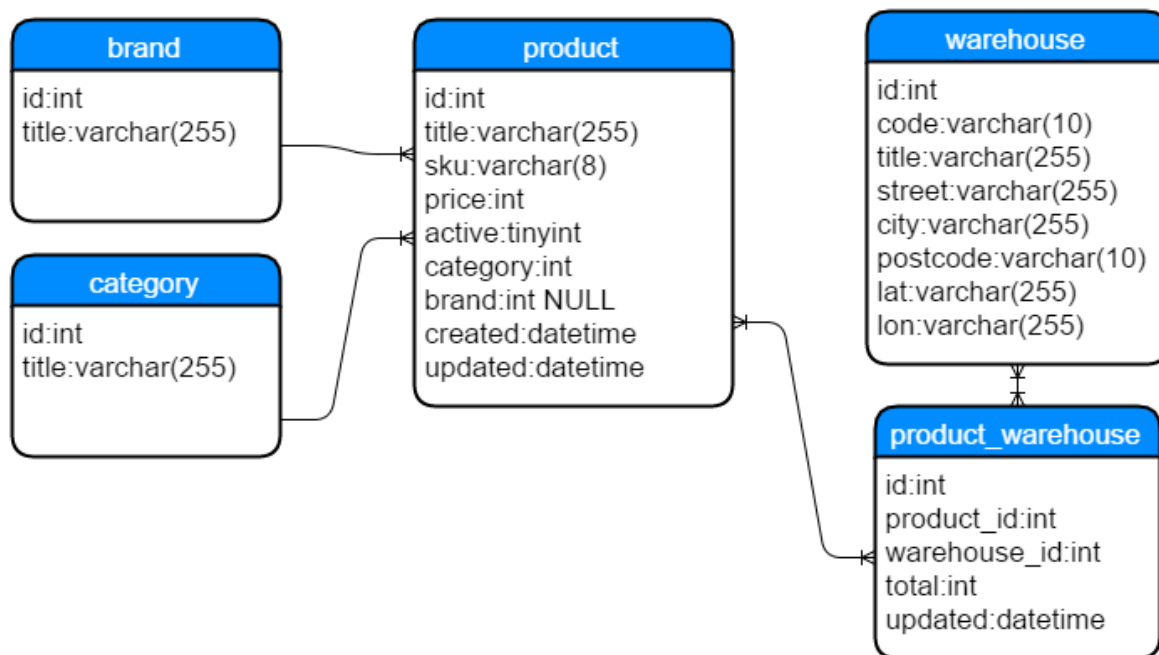 brand
id:int
title:varchar(255)
category
id:int
title:varchar(255)
product
id:int
title:varchar(255)
sku:varchar(8)
price:int
active:tinyint
category:int
brand:int NULL
created:datetime
updated:datetime
warehouse
id:int
code:varchar(10)
title:varchar(255)
street:varchar(255)
city:varchar(255)
postcode:varchar(10)
lat:varchar(255)
lon:varchar(255)
product_warehouse
id:int
product_id:int
warehouse_id:int
total:int
updated:datetime